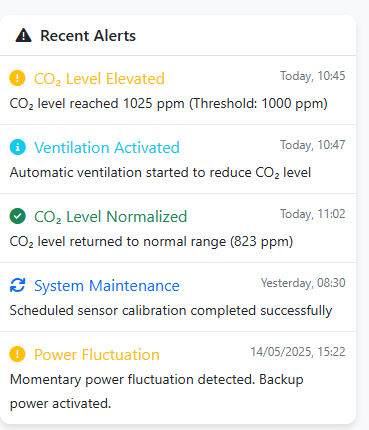 Recent Alerts
CO₂ Level Elevated
Today, 10:45
CO₂ level reached 1025 ppm (Threshold: 1000 ppm)
Ventilation Activated
Today, 10:47
Automatic ventilation started to reduce CO₂ level
CO₂ Level Normalized
Today, 11:02
CO₂ level returned to normal range (823 ppm)
System Maintenance
Yesterday, 08:30
Scheduled sensor calibration completed successfully
Power Fluctuation
14/05/2025, 15:22
Momentary power fluctuation detected. Backup
power activated.